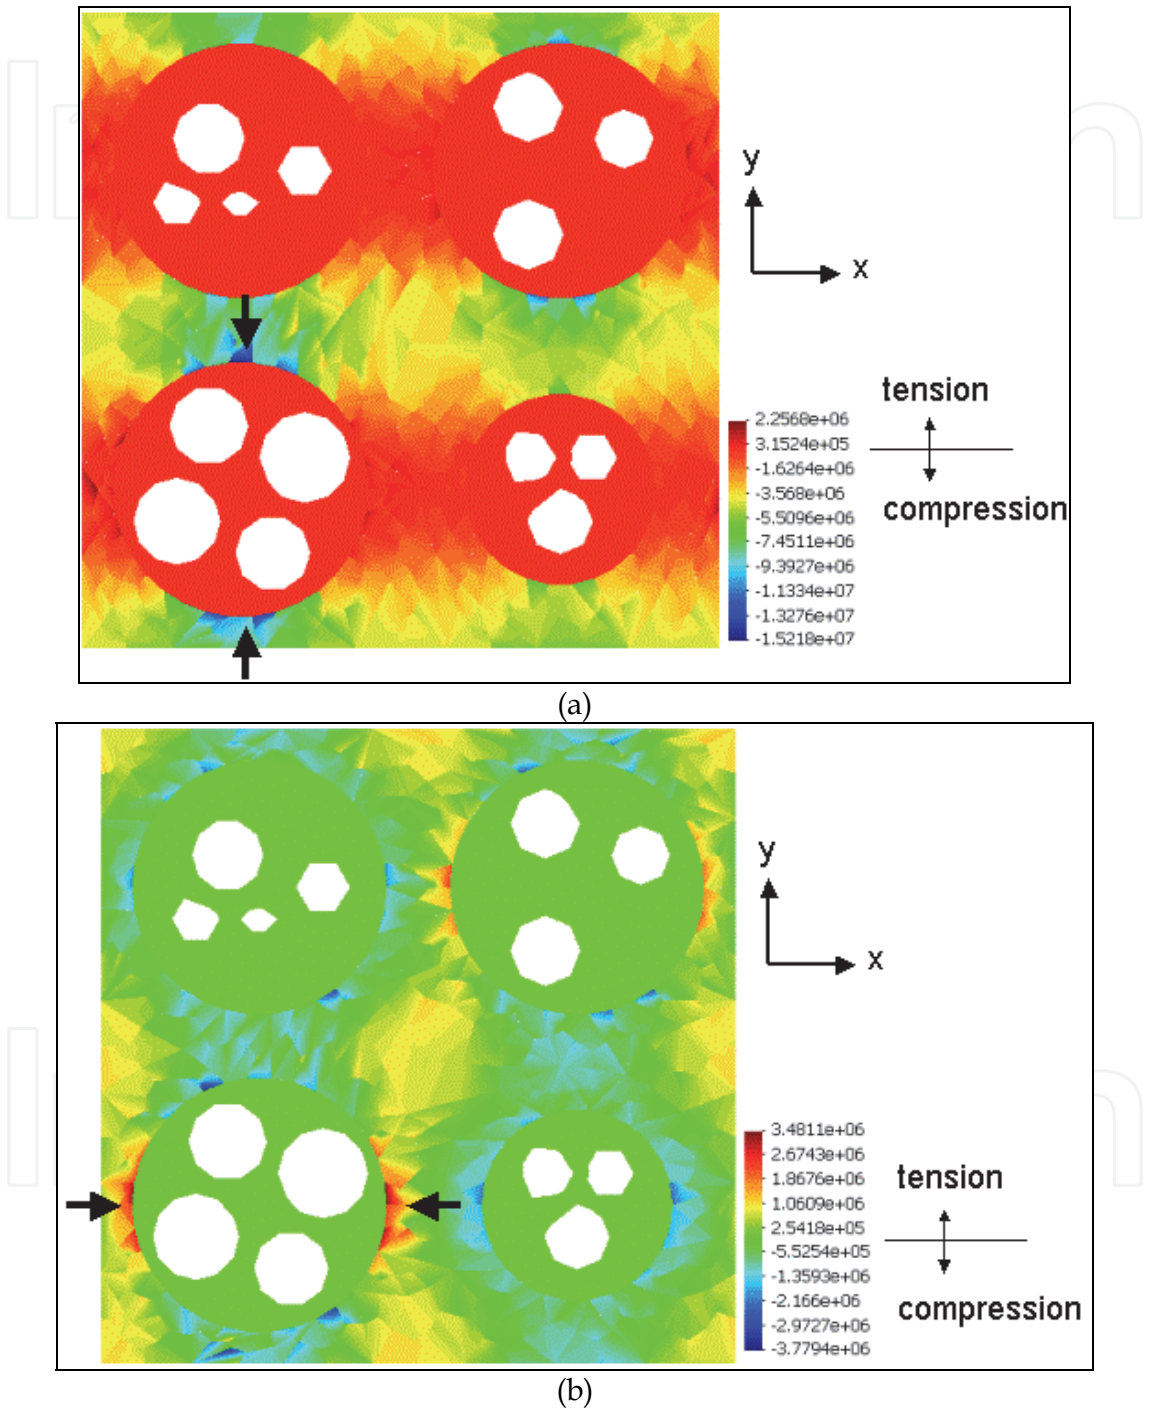 y
x
tension
2.2568e+06
3.1524e+05
-1.6264e+06
-3.568e+06
-5.5096e+06
-7.4511e+06
-9.3927e+06
-1.1334e+07
-1.3276e+07
-1.5218e+07
compression
(a)
y
x
3.4811e+06
2.6743e+06
1.8676e+06
1.0609e+06
2.5418e+05
-5.5254e+05
-1.3593e+06
-2.166e+06
-2.9727e+06
-3.7794e+06
tension
compression
(b)